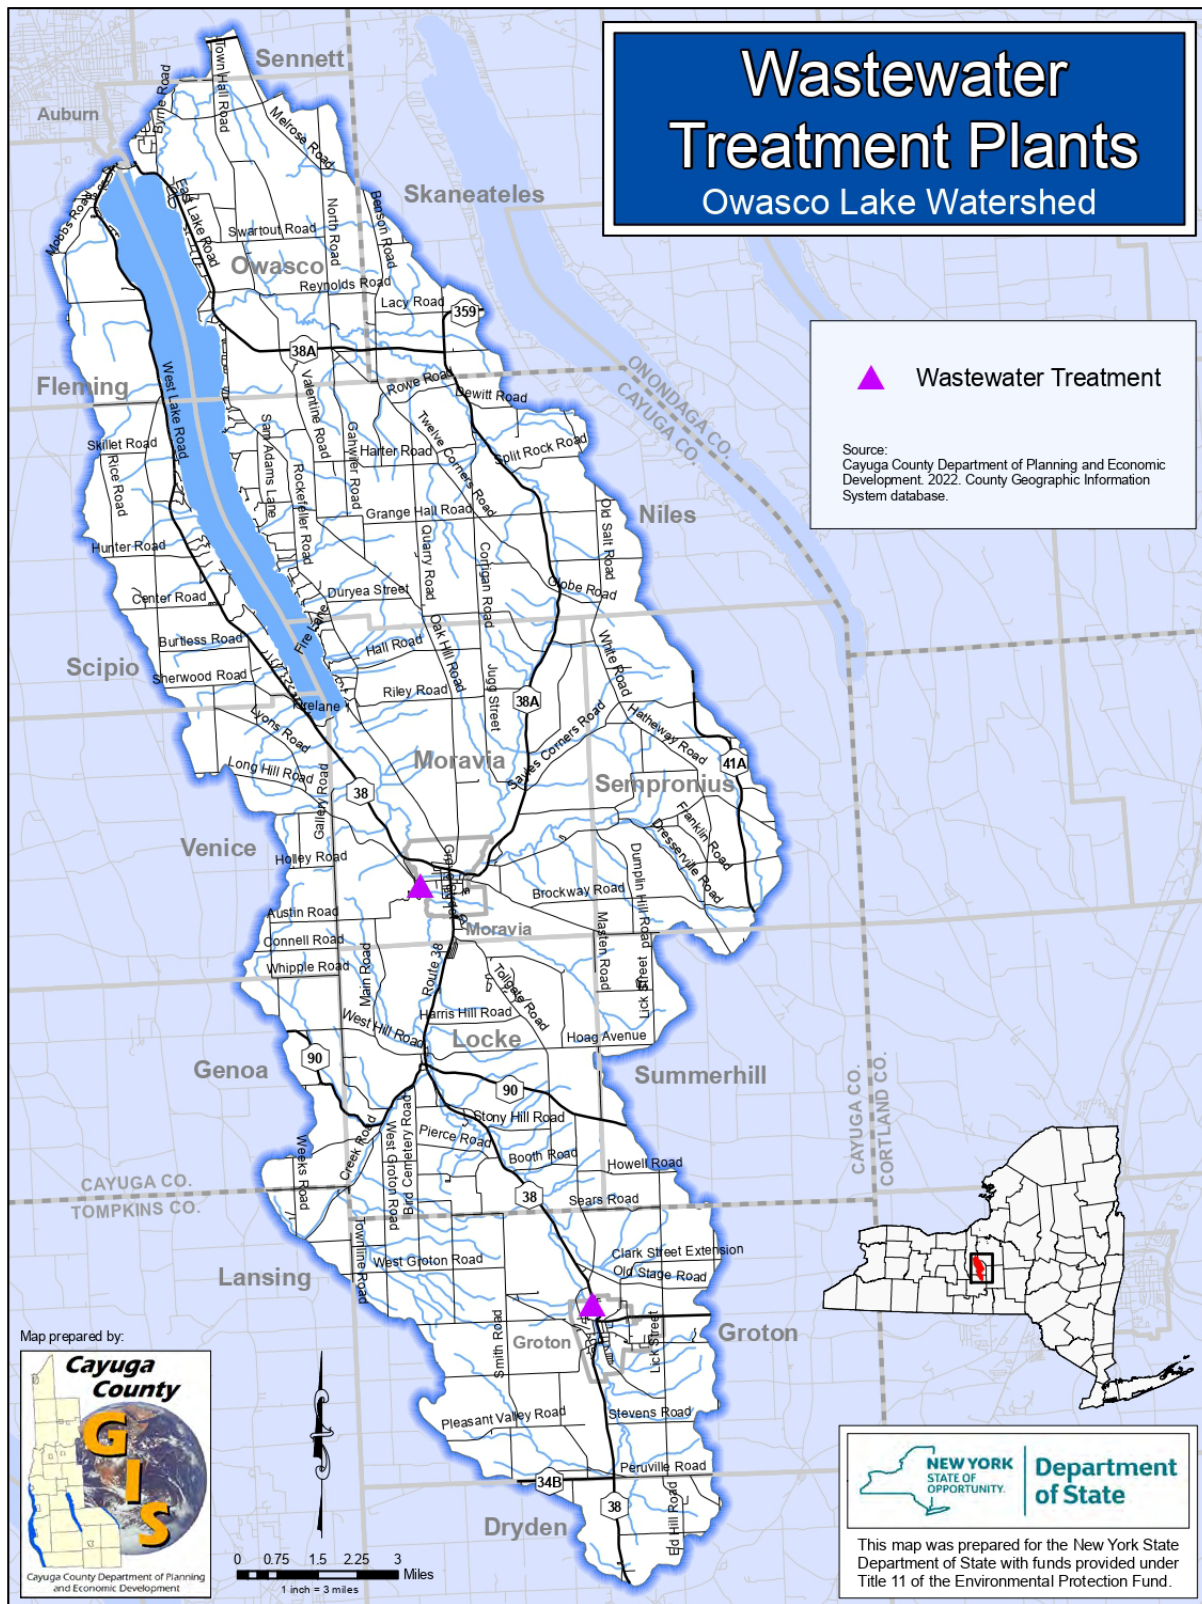 Wastewater
Treatment Plants
Owasco Lake Watershed
Wastewater Treatment
Source:
Cayuga County Department of Planning and Economic
Development. 2022. County Geographic Information
System database.
Sennett
Auburn
Byrne Road
Town Hall Road
Melrose Road
Skaneateles
Mobbs Road
East Lake Road
Benson Road
North Road
Swartout Road
Owasco
Reynolds Road
Lacy Road
359
38A
ONONDAGA CO.
CAYUGA CO.
Fleming
West Lake Road
Valentine Road
Rowe Road
Dewitt Road
Skillet Road
Rice Road
Sam Adams Lane
Rockefeller Road
Gahwiler Road
Harter Road
Twelve Corners Road
Split Rock Road
Grange Hall Road
Old Salt Road
Niles
Hunter Road
Quarry Road
Corrigan Road
Globe Road
Center Road
Duryea Street
Burtless Road
Fire Lane
Hall Road
Oak Hill Road
White Road
Scipio
Sherwood Road
Riley Road
Jugg Street
38A
Firelane
Lyons Road
Sayles Corners Road
Hatheway Road
Long Hill Road
Moravia
41A
Sempronius
38
Gallery Road
Franklin Road
Dresserville Road
Venice
Holley Road
Dumplin Hill Road
Brockway Road
Austin Road
Moravia
Masten Road
Connell Road
Whipple Road
Main Road
Route 38
Tollgate Road
Lick Street
Harris Hill Road
West Hill Road
Locke
Hoag Avenue
90
Genoa
Summerhill
90
Stony Hill Road
CAYUGA CO.
CORTLAND CO.
Weeks Road
Creek Road
West Groton Road
Bird Cemetery Road
Pierce Road
Booth Road
Howell Road
CAYUGA CO.
TOMPKINS CO.
38
Sears Road
Townline Road
West Groton Road
Clark Street Extension
Old Stage Road
Lansing
Smith Road
Groton
Lick Street
Groton
Pleasant Valley Road
Stevens Road
34B
Peruville Road
38
Ed Hill Road
Dryden
Map prepared by:
Cayuga
County
GIS
Cayuga County Department of Planning
and Economic Development
0 0.75 1.5 2.25 3
Miles
1 inch = 3 miles
NEW YORK
STATE OF
OPPORTUNITY.
Department
of State
This map was prepared for the New York State
Department of State with funds provided under
Title 11 of the Environmental Protection Fund.